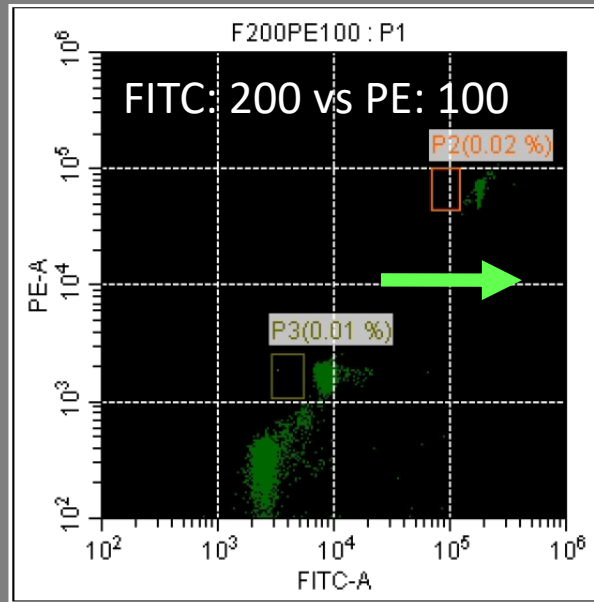 F200PE100 : P1
FITC: 200 vs PE: 100
P2(0.02 %)
P3(0.01 %)
PE-A
10^6
10^5
10^4
10^3
10^2
10^2 10^3 10^4 10^5 10^6
FITC-A